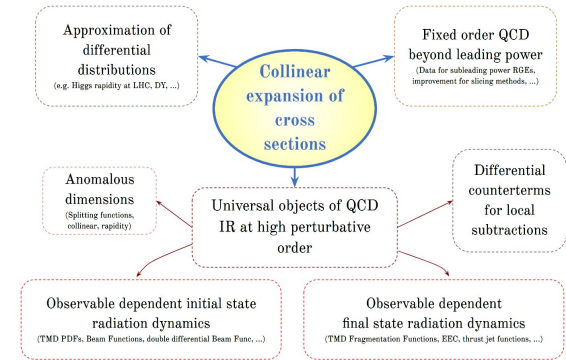 Approximation of
differential
distributions
(e.g. Higgs rapidity at LHC, DY, ...)
Collinear
expansion of
cross
sections
Fixed order QCD
beyond leading power
(Data for subleading power RGEs,
improvement for slicing methods, ...)
Anomalous
dimensions
(Splitting functions,
collinear, rapidity)
Universal objects of QCD
IR at high perturbative
order
Differential
counterterms
for local
subtractions
Observable dependent initial state
radiation dynamics
(TMD PDFs, Beam Functions, double differential Beam Func, ...)
Observable dependent
final state radiation dynamics
(TMD Fragmentation Functions, EEC, thrust jet functions, ...)